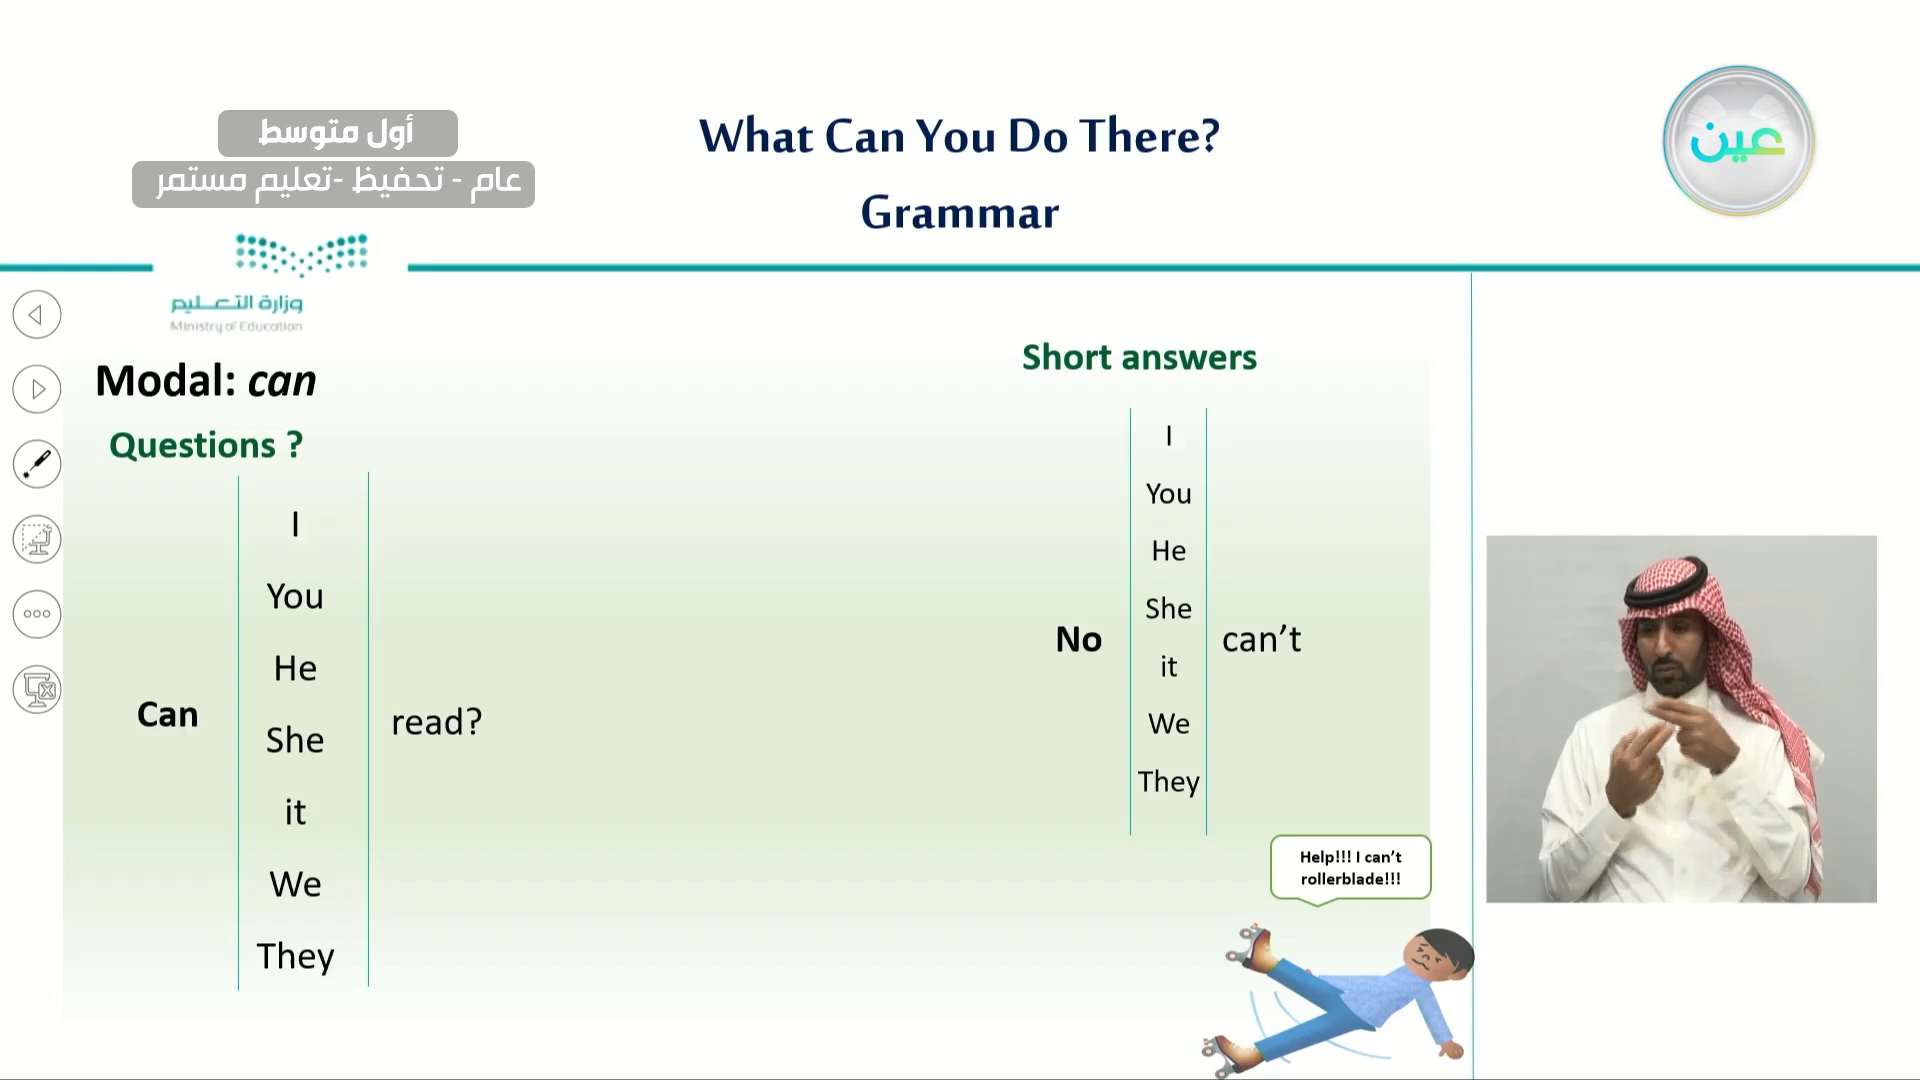 أول متوسط
عام - تحفيظ -تعليم مستمر
What Can You Do There?
Grammar
عين
وزارة التعليم
Ministry of Education
Modal: can
Questions ?
Can
I
You
He
She
it
We
They
read?
Short answers
No
I
You
He
She
it
We
They
can’t
Help!!! I can’t
rollerblade!!!